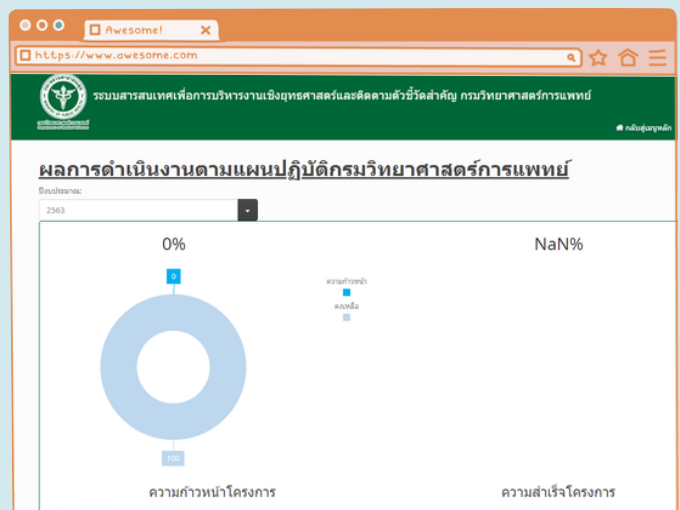 Awesome!
https://www.awesome.com
ระบบสารสนเทศเพื่อการบริหารงานเชิงยุทธศาสตร์และติดตามตัวชี้วัดสำคัญ กรมวิทยาศาสตร์การแพทย์
กลับสู่เมนูหลัก
ผลการดำเนินงานตามแผนปฏิบัติกรมวิทยาศาสตร์การแพทย์
ปีงบประมาณ:
2563
0%
NaN%
0
ความก้าวหน้า
คงเหลือ
100
ความก้าวหน้าโครงการ
ความสำเร็จโครงการ